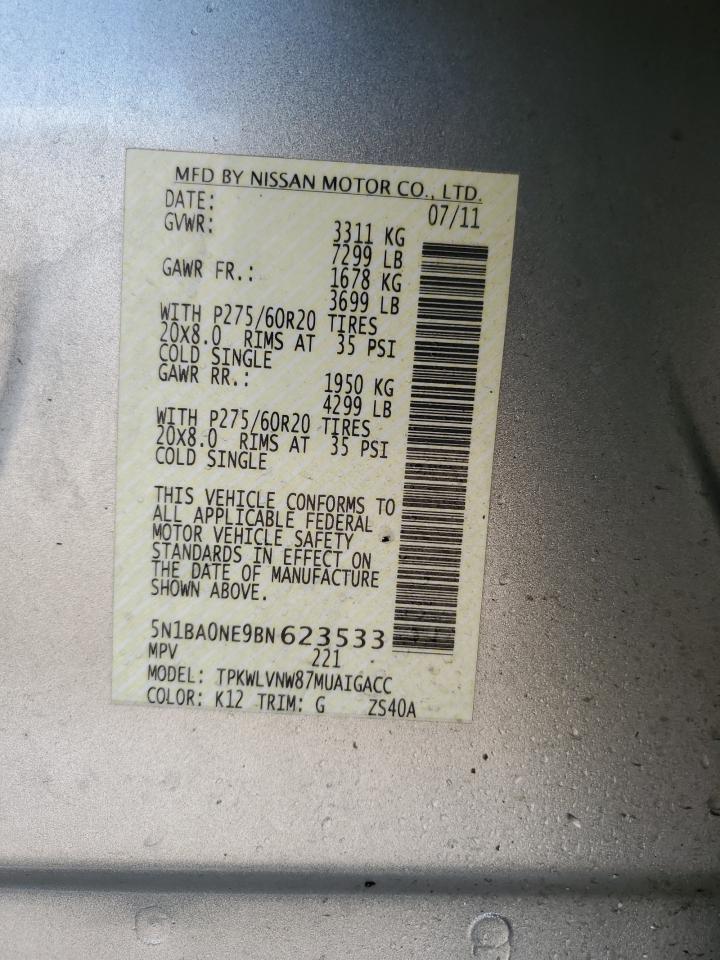 MFD BY NISSAN MOTOR CO., LTD.
DATE: 07/11
GVWR: 3311 KG
7299 LB
GAWR FR.: 1678 KG
3699 LB
WITH P275/60R20 TIRES
20X8.0 RIMS AT 35 PSI
COLD SINGLE
GAWR RR.: 1950 KG
4299 LB
WITH P275/60R20 TIRES
20X8.0 RIMS AT 35 PSI
COLD SINGLE
THIS VEHICLE CONFORMS TO
ALL APPLICABLE FEDERAL
MOTOR VEHICLE SAFETY
STANDARDS IN EFFECT ON
THE DATE OF MANUFACTURE
SHOWN ABOVE.
5N1BA0NE9BN 623533
MPV 221
MODEL: TPKWLVNW87MUAIGACC
COLOR: K12 TRIM: G ZS40A